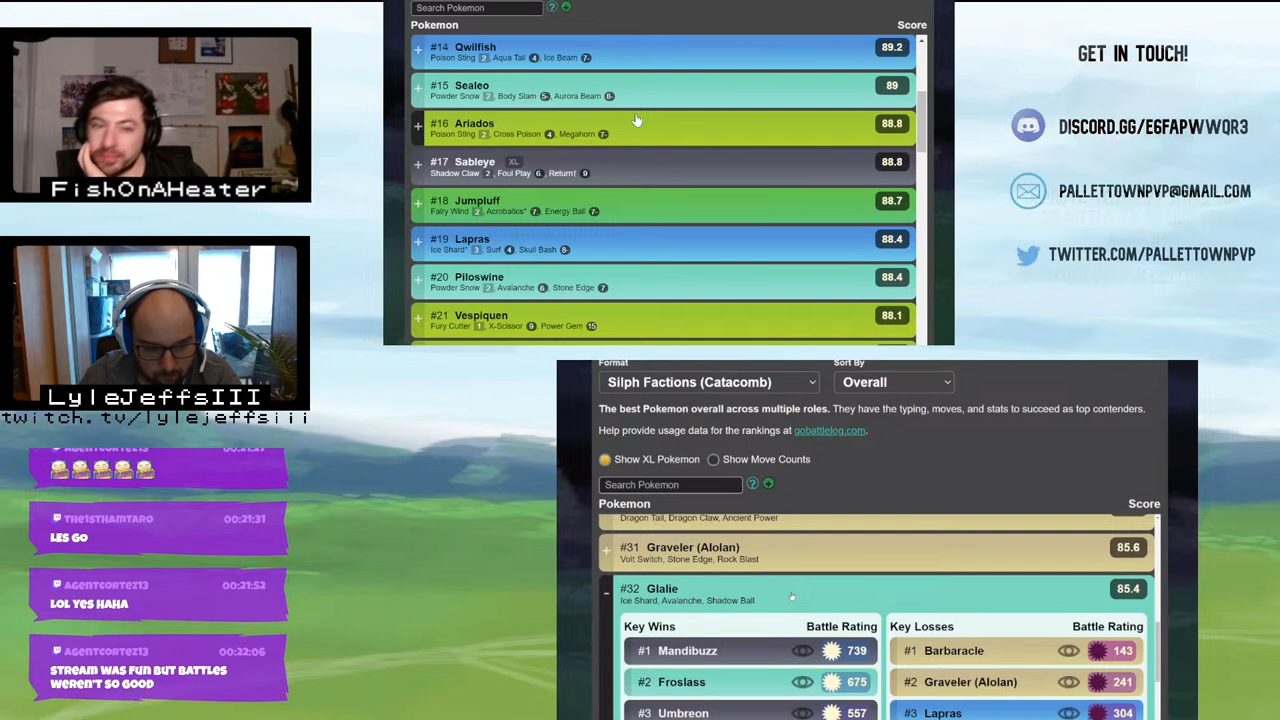 FishOnAHeater
LyleJeffsIII
twitch.tv/lylejeffsiii
AgentCortez13 00:21:27
The1stHamtaro 00:21:31
LES GO
AgentCortez13 00:21:52
LOL YES HAHA
AgentCortez13 00:22:06
STREAM WAS FUN BUT BATTLES
WEREN'T SO GOOD
Search Pokemon ?
Pokemon Score
#14 Qwilfish 89.2
Poison Sting 2, Aqua Tail 4, Ice Beam 7-
#15 Sealeo 89
Powder Snow 2, Body Slam 5-, Aurora Beam 8-
#16 Ariados 88.8
Poison Sting 2, Cross Poison 4, Megahorn 7-
#17 Sableye XL 88.8
Shadow Claw 2, Foul Play 6, Return† 9
#18 Jumpluff 88.7
Fairy Wind 2, Acrobatics* 7, Energy Ball 7-
#19 Lapras 88.4
Ice Shard* 3, Surf 4, Skull Bash 8-
#20 Piloswine 88.4
Powder Snow 2, Avalanche 6, Stone Edge 7
#21 Vespiquen 88.1
Fury Cutter 1, X-Scissor 9, Power Gem 15
Format Sort By
Silph Factions (Catacomb) Overall
The best Pokemon overall across multiple roles. They have the typing, moves, and stats to succeed as top contenders.
Help provide usage data for the rankings at gobattlelog.com.
Show XL Pokemon Show Move Counts
Search Pokemon ?
Pokemon Score
Dragon Tail, Dragon Claw, Ancient Power
#31 Graveler (Alolan) 85.6
Volt Switch, Stone Edge, Rock Blast
#32 Glalie 85.4
Ice Shard, Avalanche, Shadow Ball
Key Wins Battle Rating Key Losses Battle Rating
#1 Mandibuzz 739 #1 Barbaracle 143
#2 Froslass 675 #2 Graveler (Alolan) 241
#3 Umbreon 557 #3 Lapras 304
GET IN TOUCH!
DISCORD.GG/E6FAPWWQR3
PALLETTOWNPVP@GMAIL.COM
TWITTER.COM/PALLETTOWNPVP